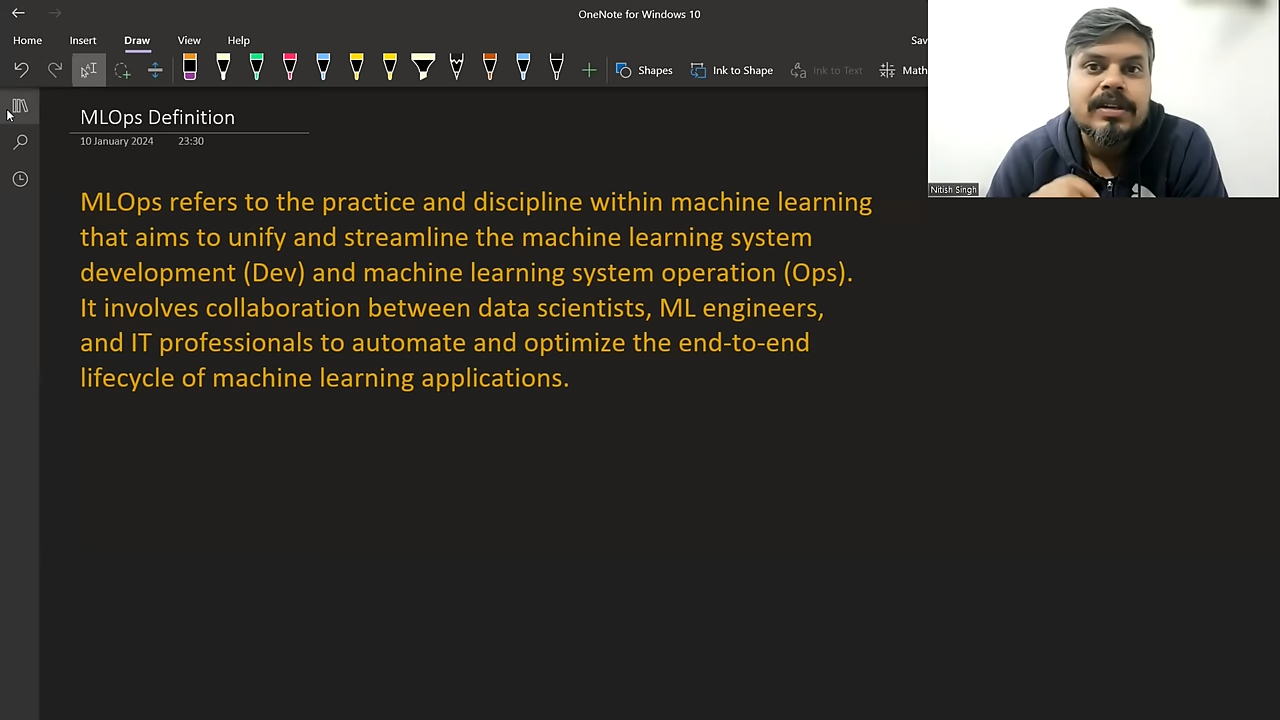 OneNote for Windows 10
Home Insert Draw View Help Sav
Shapes Ink to Shape Ink to Text Math
MLOps Definition
10 January 2024 23:30
Nitish Singh
MLOps refers to the practice and discipline within machine learning
that aims to unify and streamline the machine learning system
development (Dev) and machine learning system operation (Ops).
It involves collaboration between data scientists, ML engineers,
and IT professionals to automate and optimize the end-to-end
lifecycle of machine learning applications.